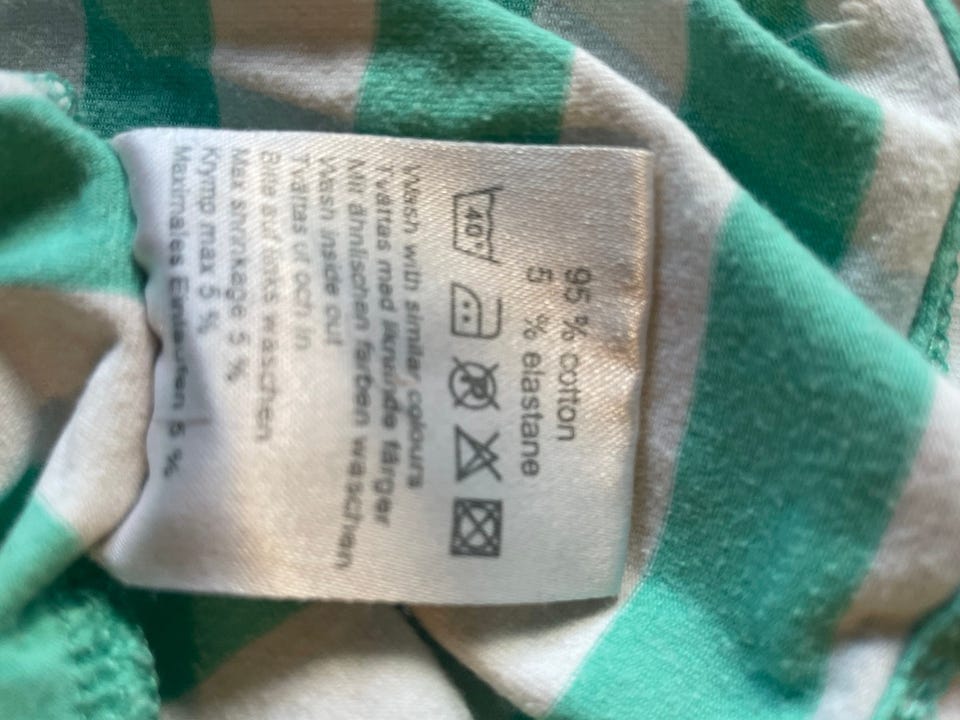 95 % cotton
5 % elastane
40
P
Wash with similar colours
Tvättas med liknande färger
Mit ähnlischen farben waschen
Wash inside out
Tvättas ut och in
Bitte auf links waschen
Max shrinkage 5 %
Krymp max 5 %
Maximales Einlaufen 5 %